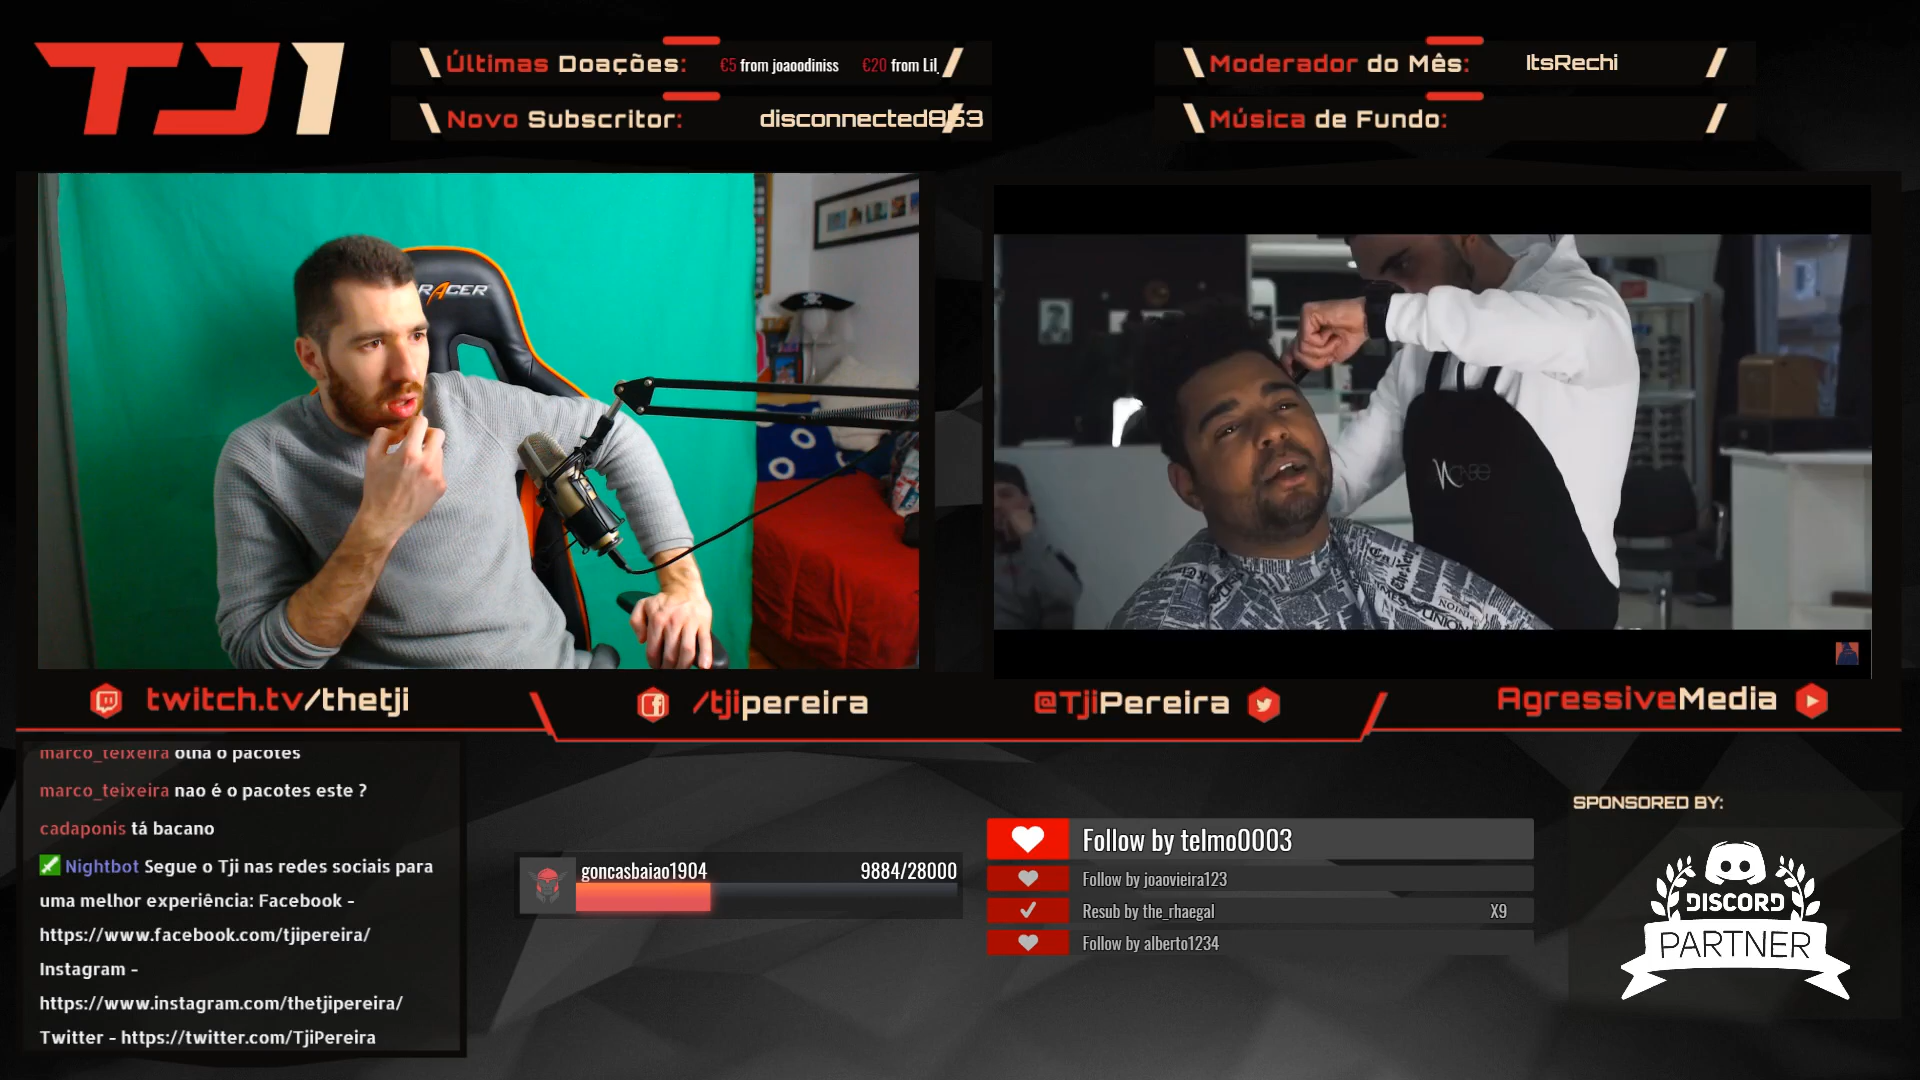 TJ1
Últimas Doações: €5 from joaoodiniss €20 from Lil
Novo Subscritor: disconnected853
Moderador do Mês: ItsRechi
Música de Fundo:
RACER
twitch.tv/thetji
/tjipereira
@TjiPereira
AgressiveMedia
marco_teixeira olha o pacotes
marco_teixeira nao é o pacotes este ?
cadaponis tá bacano
Nightbot Segue o Tji nas redes sociais para
uma melhor experiência: Facebook -
https://www.facebook.com/tjipereira/
Instagram -
https://www.instagram.com/thetjipereira/
Twitter - https://twitter.com/TjiPereira
goncasbaiao1904 9884/28000
Follow by telmo0003
Follow by joaovieira123
Resub by the_rhaegal X9
Follow by alberto1234
SPONSORED BY:
DISCORD
PARTNER